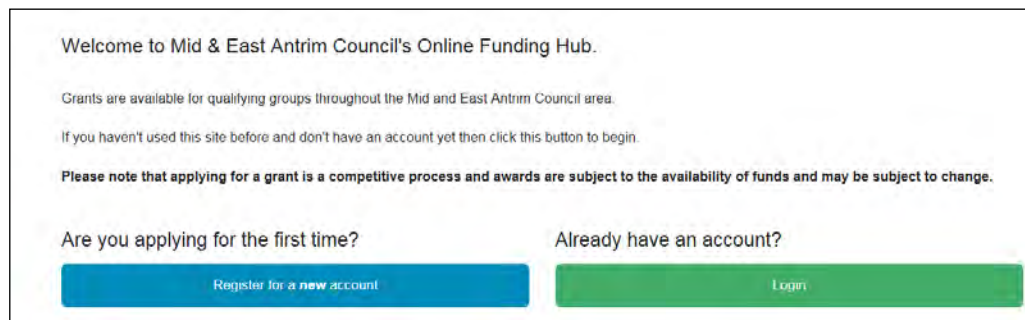 Welcome to Mid & East Antrim Council's Online Funding Hub.
Grants are available for qualifying groups throughout the Mid and East Antrim Council area.
If you haven't used this site before and don't have an account yet then click this button to begin.
Please note that applying for a grant is a competitive process and awards are subject to the availability of funds and may be subject to change.
Are you applying for the first time?
Already have an account?
Register for a new account
Login